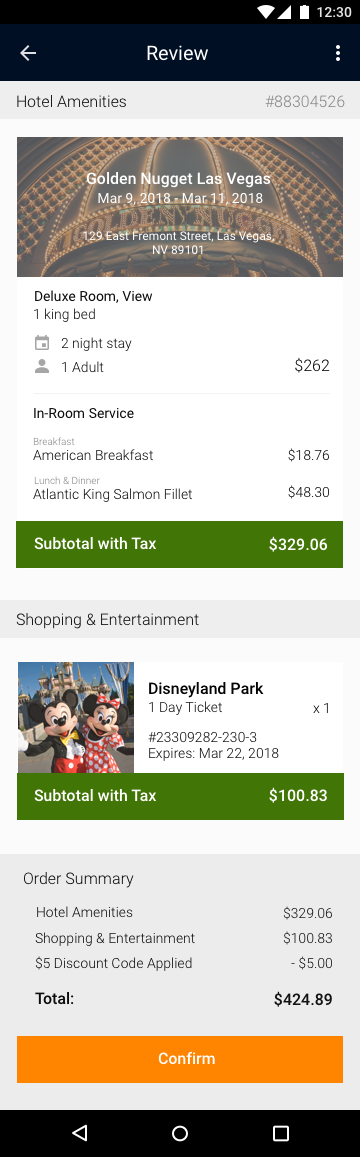 12:30
Review
Hotel Amenities #88304526
Golden Nugget Las Vegas
Mar 9, 2018 - Mar 11, 2018
129 East Fremont Street, Las Vegas,
NV 89101
Deluxe Room, View
1 king bed
2 night stay
1 Adult $262
In-Room Service
Breakfast
American Breakfast $18.76
Lunch & Dinner
Atlantic King Salmon Fillet $48.30
Subtotal with Tax $329.06
Shopping & Entertainment
Disneyland Park
1 Day Ticket x 1
#23309282-230-3
Expires: Mar 22, 2018
Subtotal with Tax $100.83
Order Summary
Hotel Amenities $329.06
Shopping & Entertainment $100.83
$5 Discount Code Applied - $5.00
Total: $424.89
Confirm